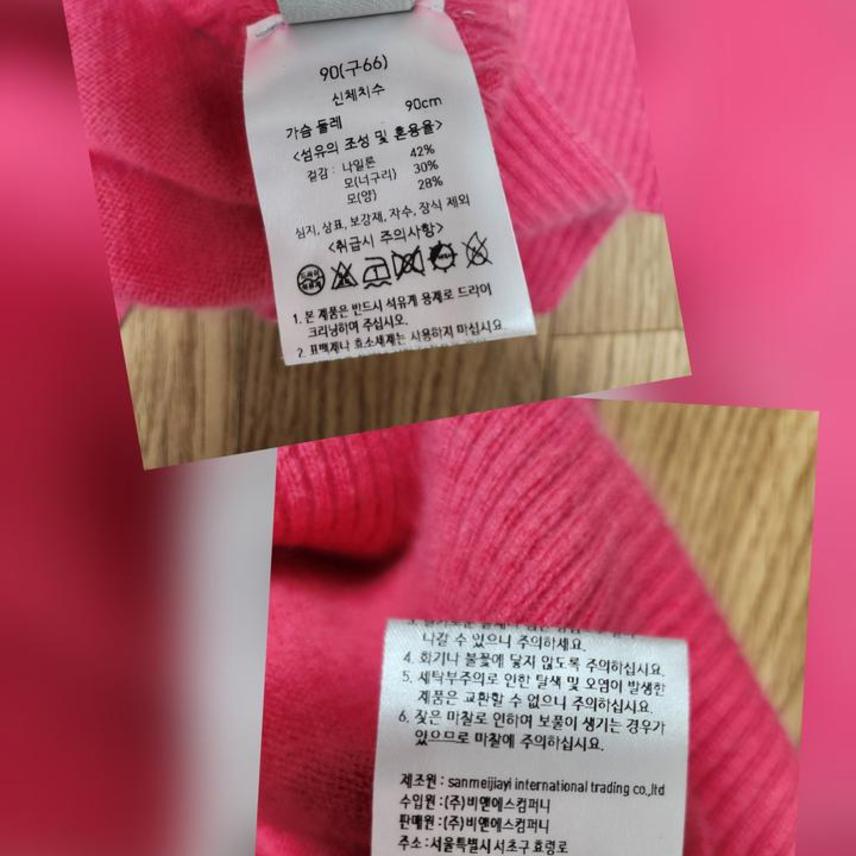 90(구66)
신체치수
가슴 둘레 90cm
<섬유의 조성 및 혼용율>
겉감 : 나일론 42%
모(너구리) 30%
모(양) 28%
심지,상표,보강재,자수,장식 제외
<취급시 주의사항>
드라이
1. 본 제품은 반드시 석유계 용제로 드라이
크리닝하여 주십시오.
2. 표백제나 효소세제는 사용하지 마십시요.
나갈 수 있으니 주의하세요.
4. 화기나 불꽃에 닿지 않도록 주의하십시요.
5. 세탁부주의로 인한 탈색 및 오염이 발생한
제품은 교환할 수 없으니 주의하십시요.
6. 잦은 마찰로 인하여 보풀이 생기는 경우가
있으므로 마찰에 주의하십시요.
제조원 : sanmeijiayi international trading co.,ltd
수입원 : (주)비앤에스컴퍼니
판매원 : (주)비앤에스컴퍼니
주소 : 서울특별시 서초구 효령로